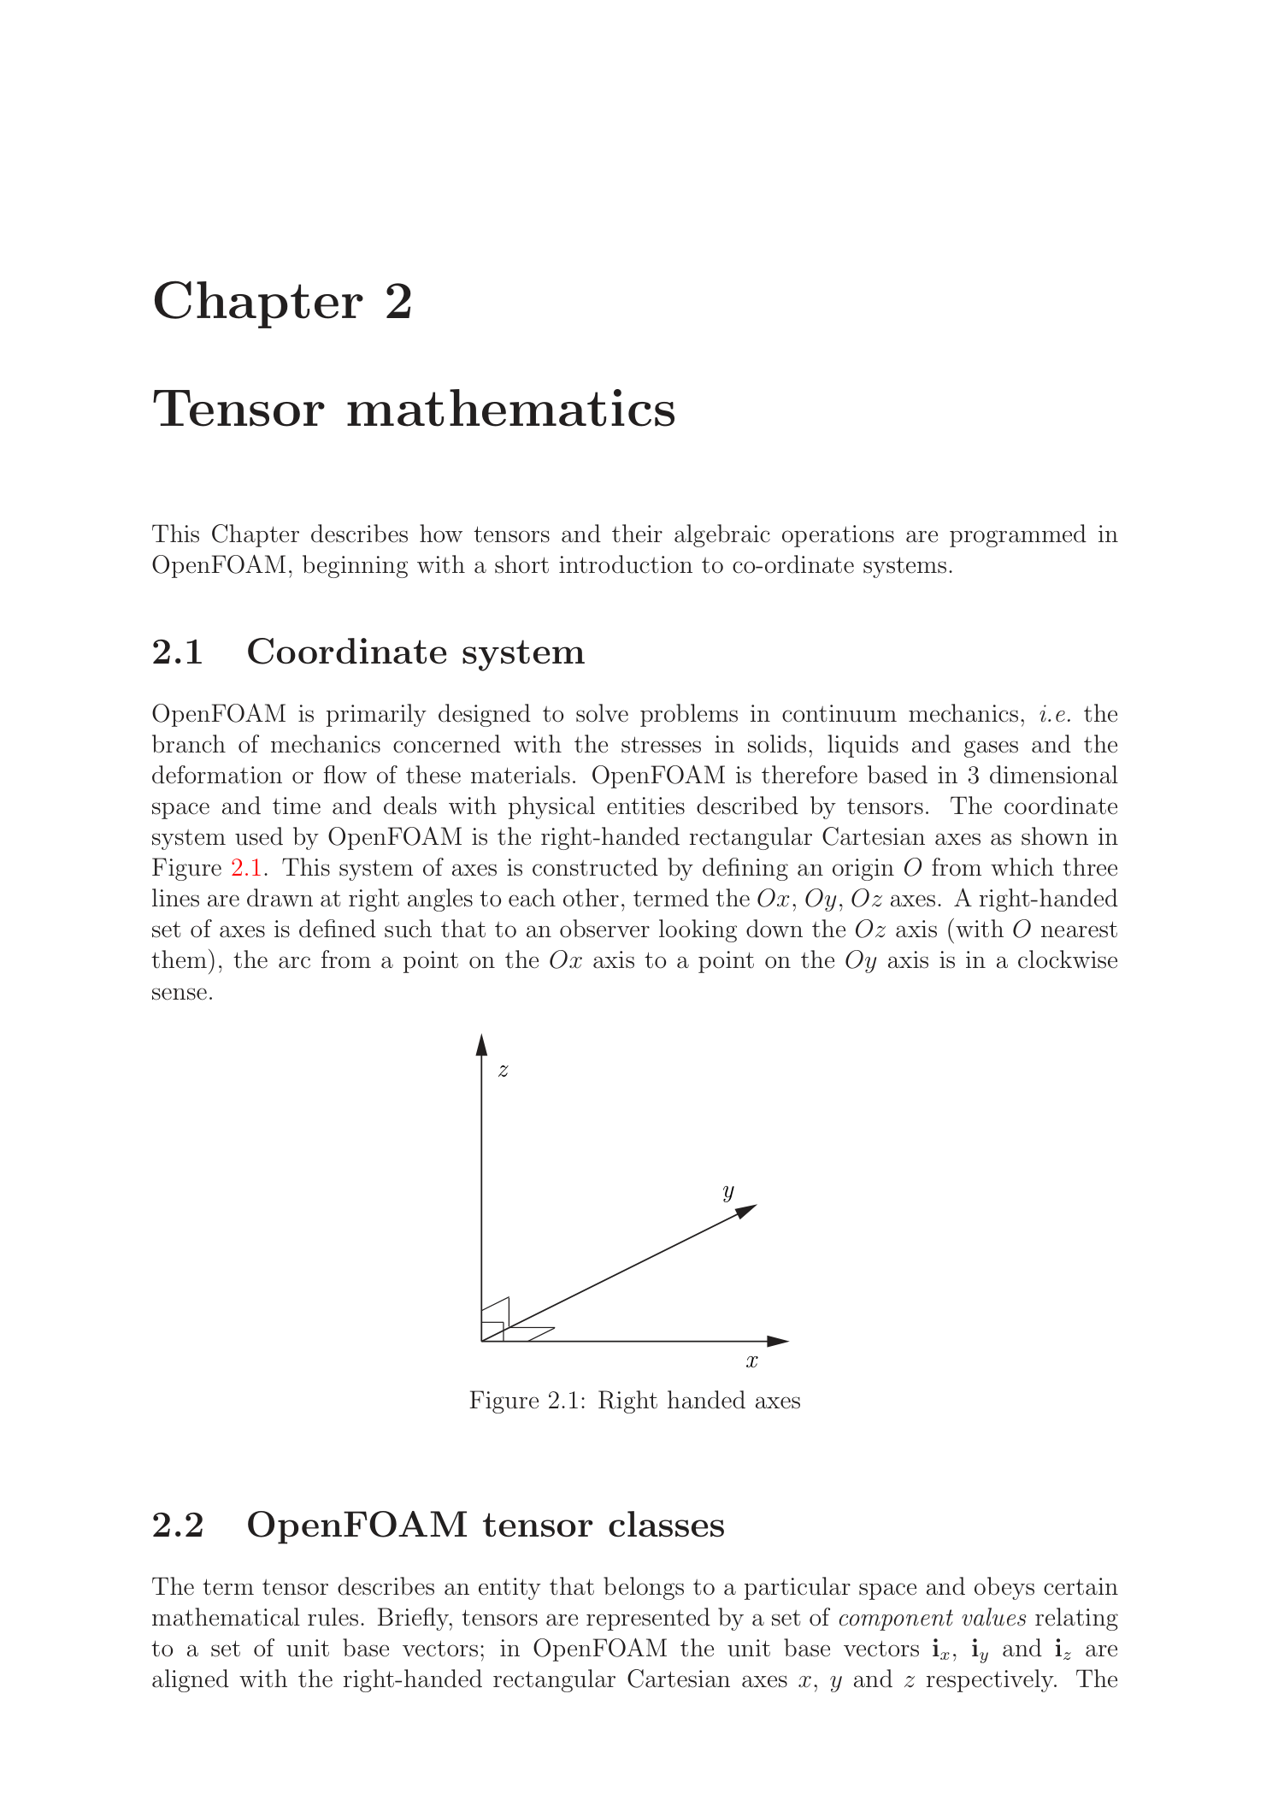 Chapter 2
Tensor mathematics
This Chapter describes how tensors and their algebraic operations are programmed in
OpenFOAM, beginning with a short introduction to co-ordinate systems.
2.1 Coordinate system
OpenFOAM is primarily designed to solve problems in continuum mechanics, i.e. the
branch of mechanics concerned with the stresses in solids, liquids and gases and the
deformation or flow of these materials. OpenFOAM is therefore based in 3 dimensional
space and time and deals with physical entities described by tensors. The coordinate
system used by OpenFOAM is the right-handed rectangular Cartesian axes as shown in
Figure 2.1. This system of axes is constructed by defining an origin O from which three
lines are drawn at right angles to each other, termed the Ox, Oy, Oz axes. A right-handed
set of axes is defined such that to an observer looking down the Oz axis (with O nearest
them), the arc from a point on the Ox axis to a point on the Oy axis is in a clockwise
sense.
z
y
x
Figure 2.1: Right handed axes
2.2 OpenFOAM tensor classes
The term tensor describes an entity that belongs to a particular space and obeys certain
mathematical rules. Briefly, tensors are represented by a set of component values relating
to a set of unit base vectors; in OpenFOAM the unit base vectors iₓ, i_y and i_z are
aligned with the right-handed rectangular Cartesian axes x, y and z respectively. The